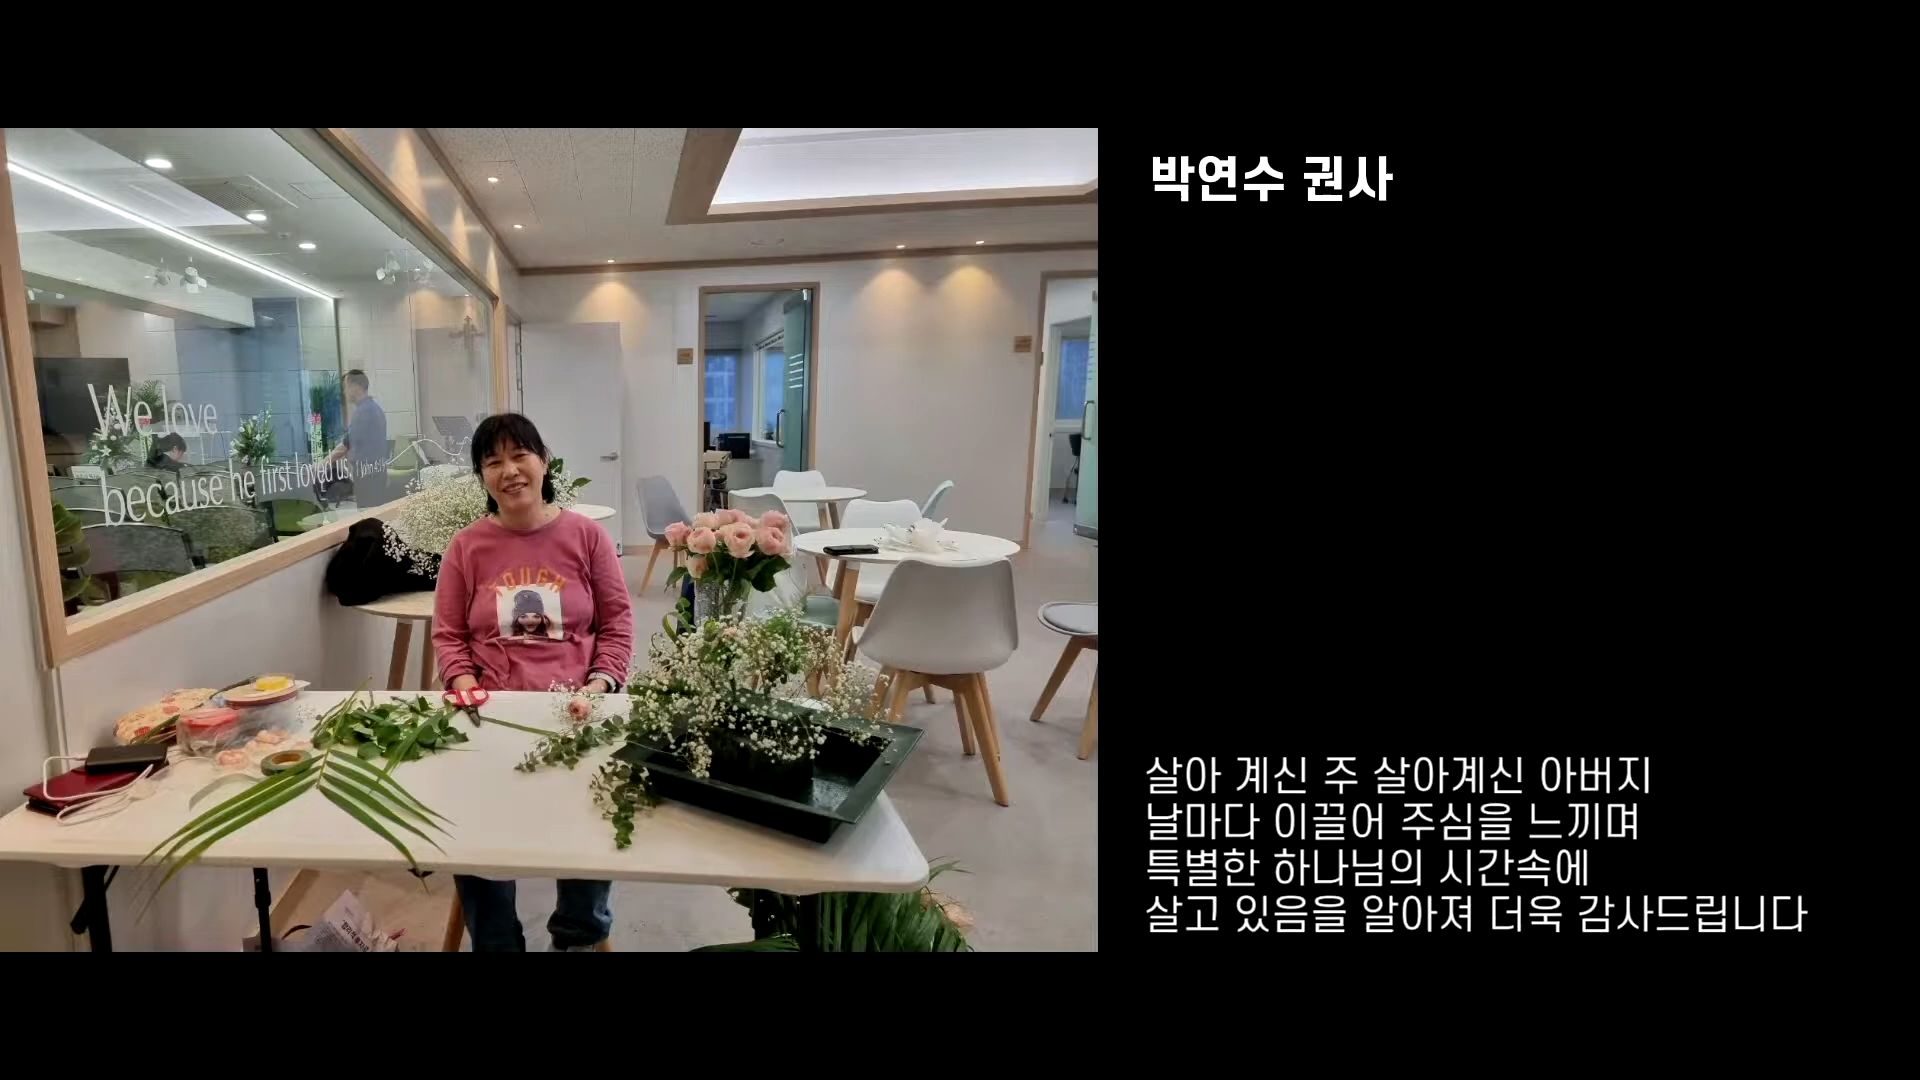 박연수 권사
We love
because he first loved us.
TOUGH
살아 계신 주 살아계신 아버지
날마다 이끌어 주심을 느끼며
특별한 하나님의 시간속에
살고 있음을 알아져 더욱 감사드립니다